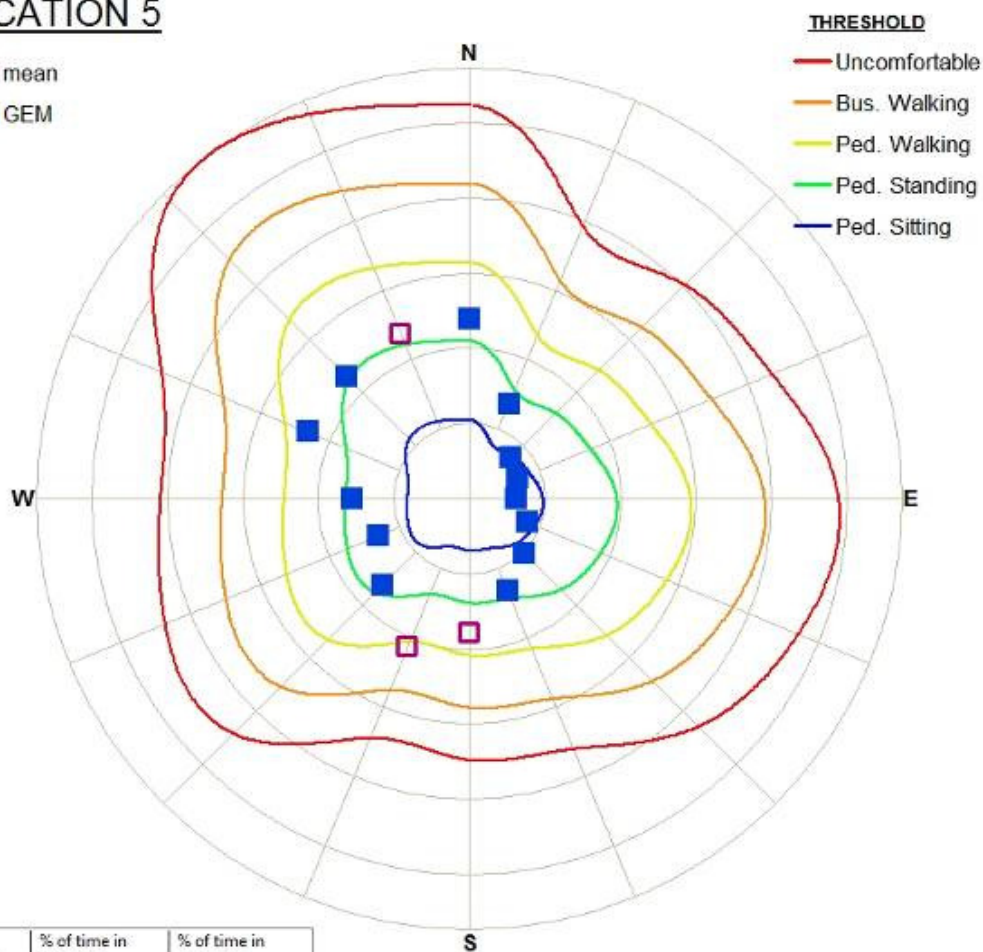 CATION 5
mean
GEM
THRESHOLD
Uncomfortable
Bus. Walking
Ped. Walking
Ped. Standing
Ped. Sitting
N
W
E
S
% of time in
% of time in